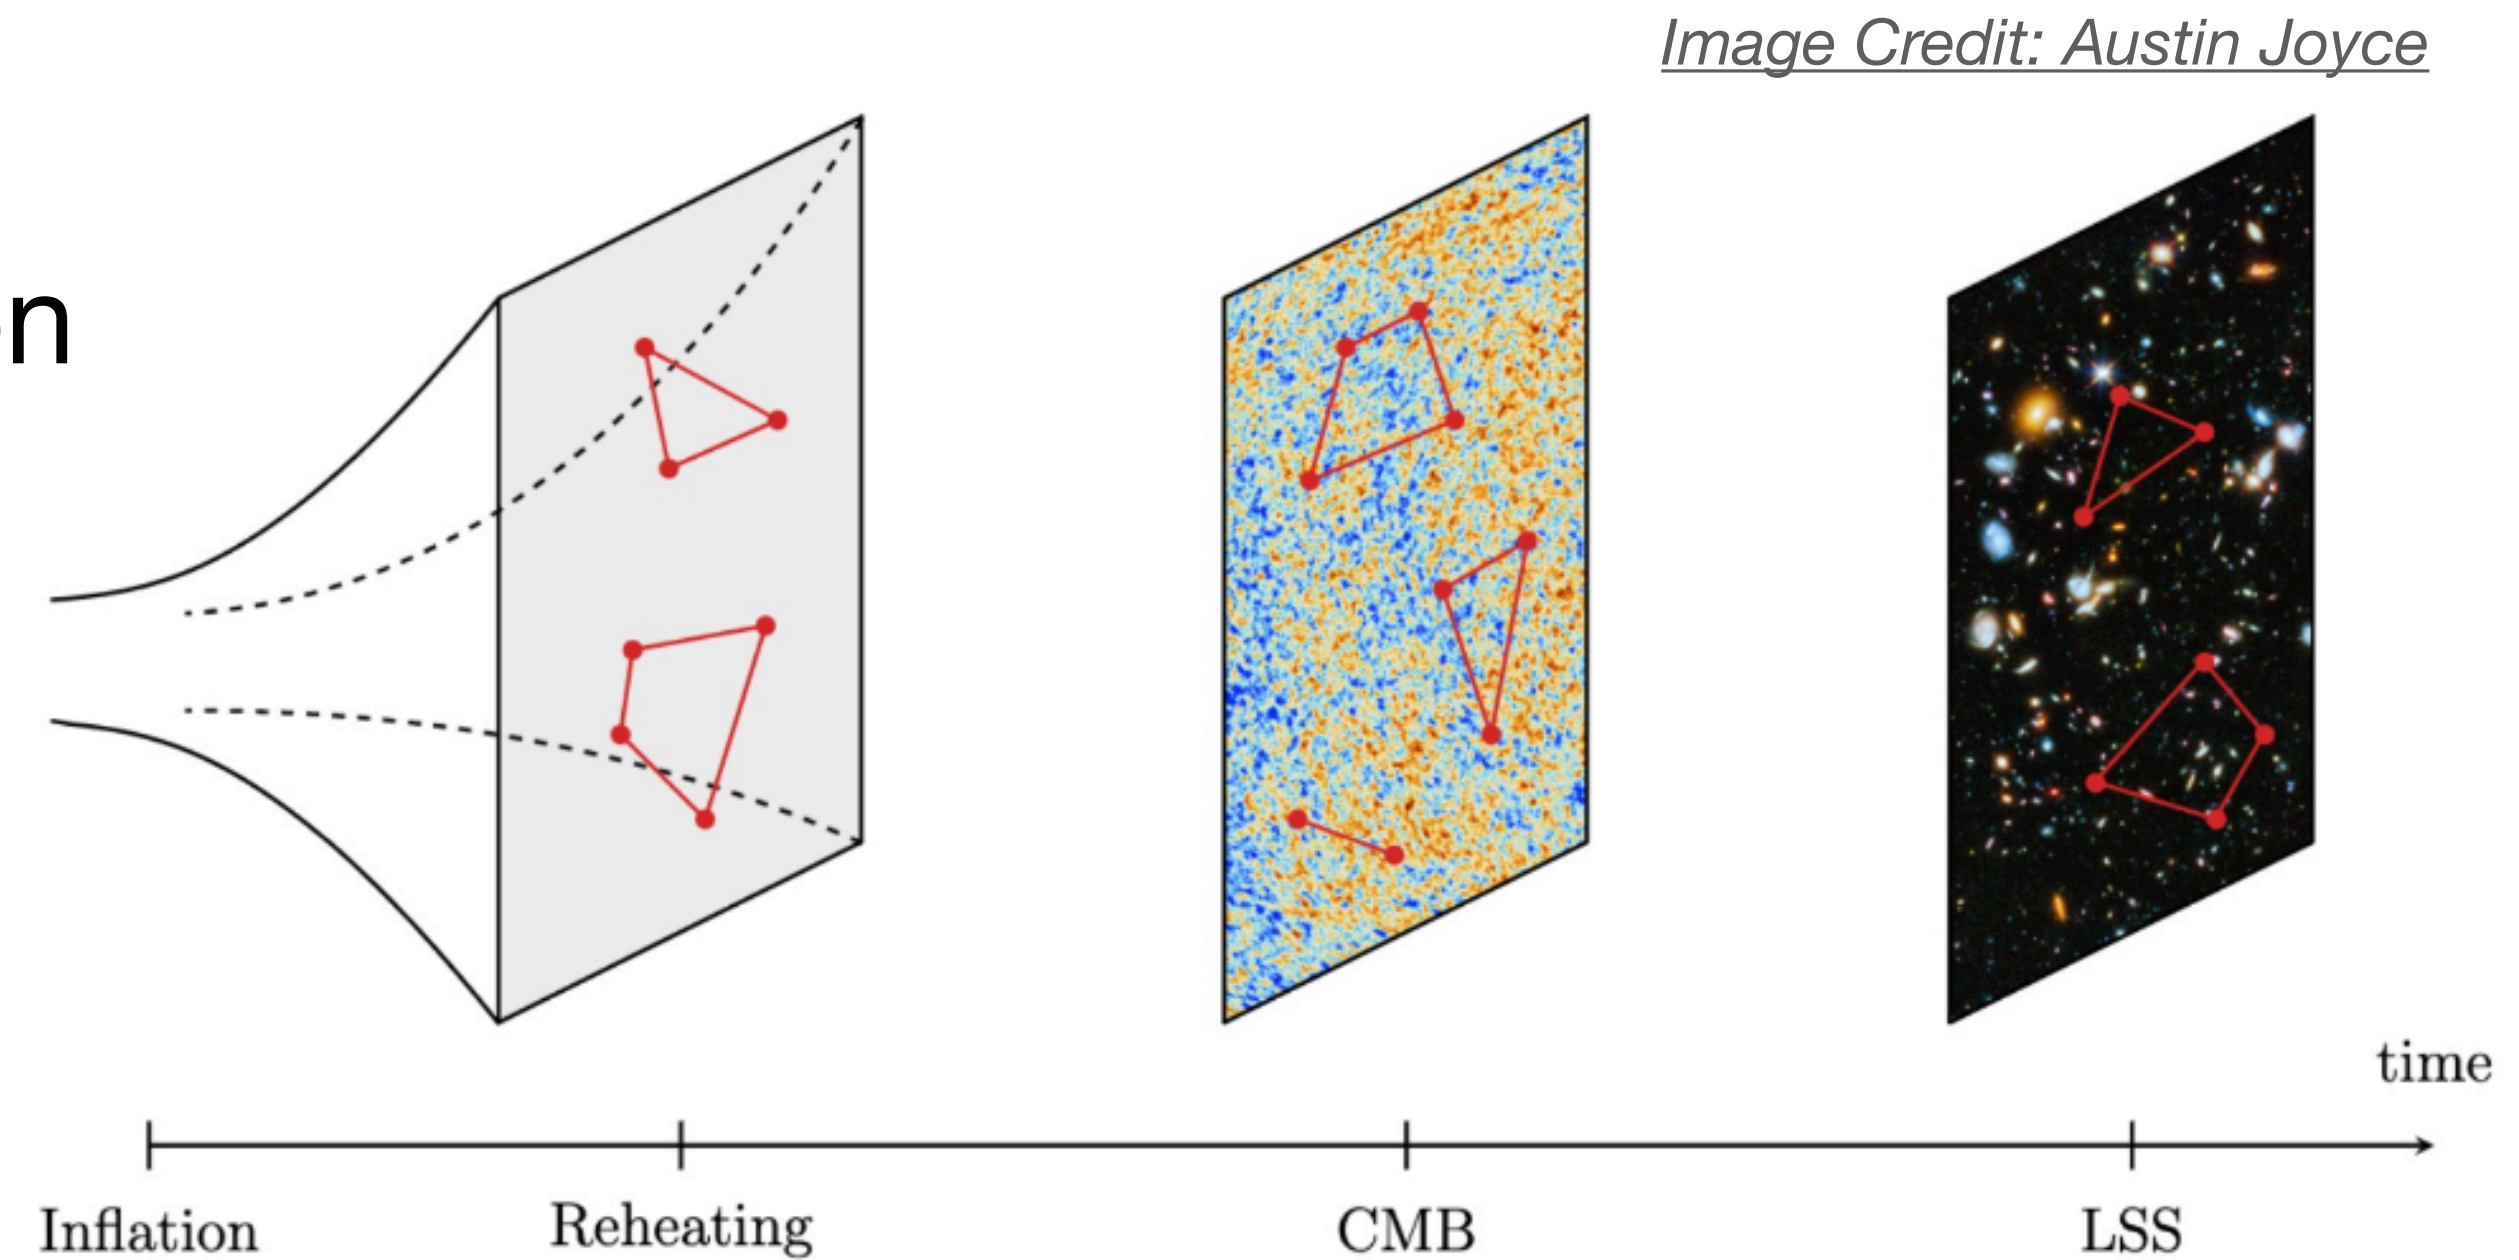 Image Credit: Austin Joyce
n
time
Inflation
Reheating
CMB
LSS